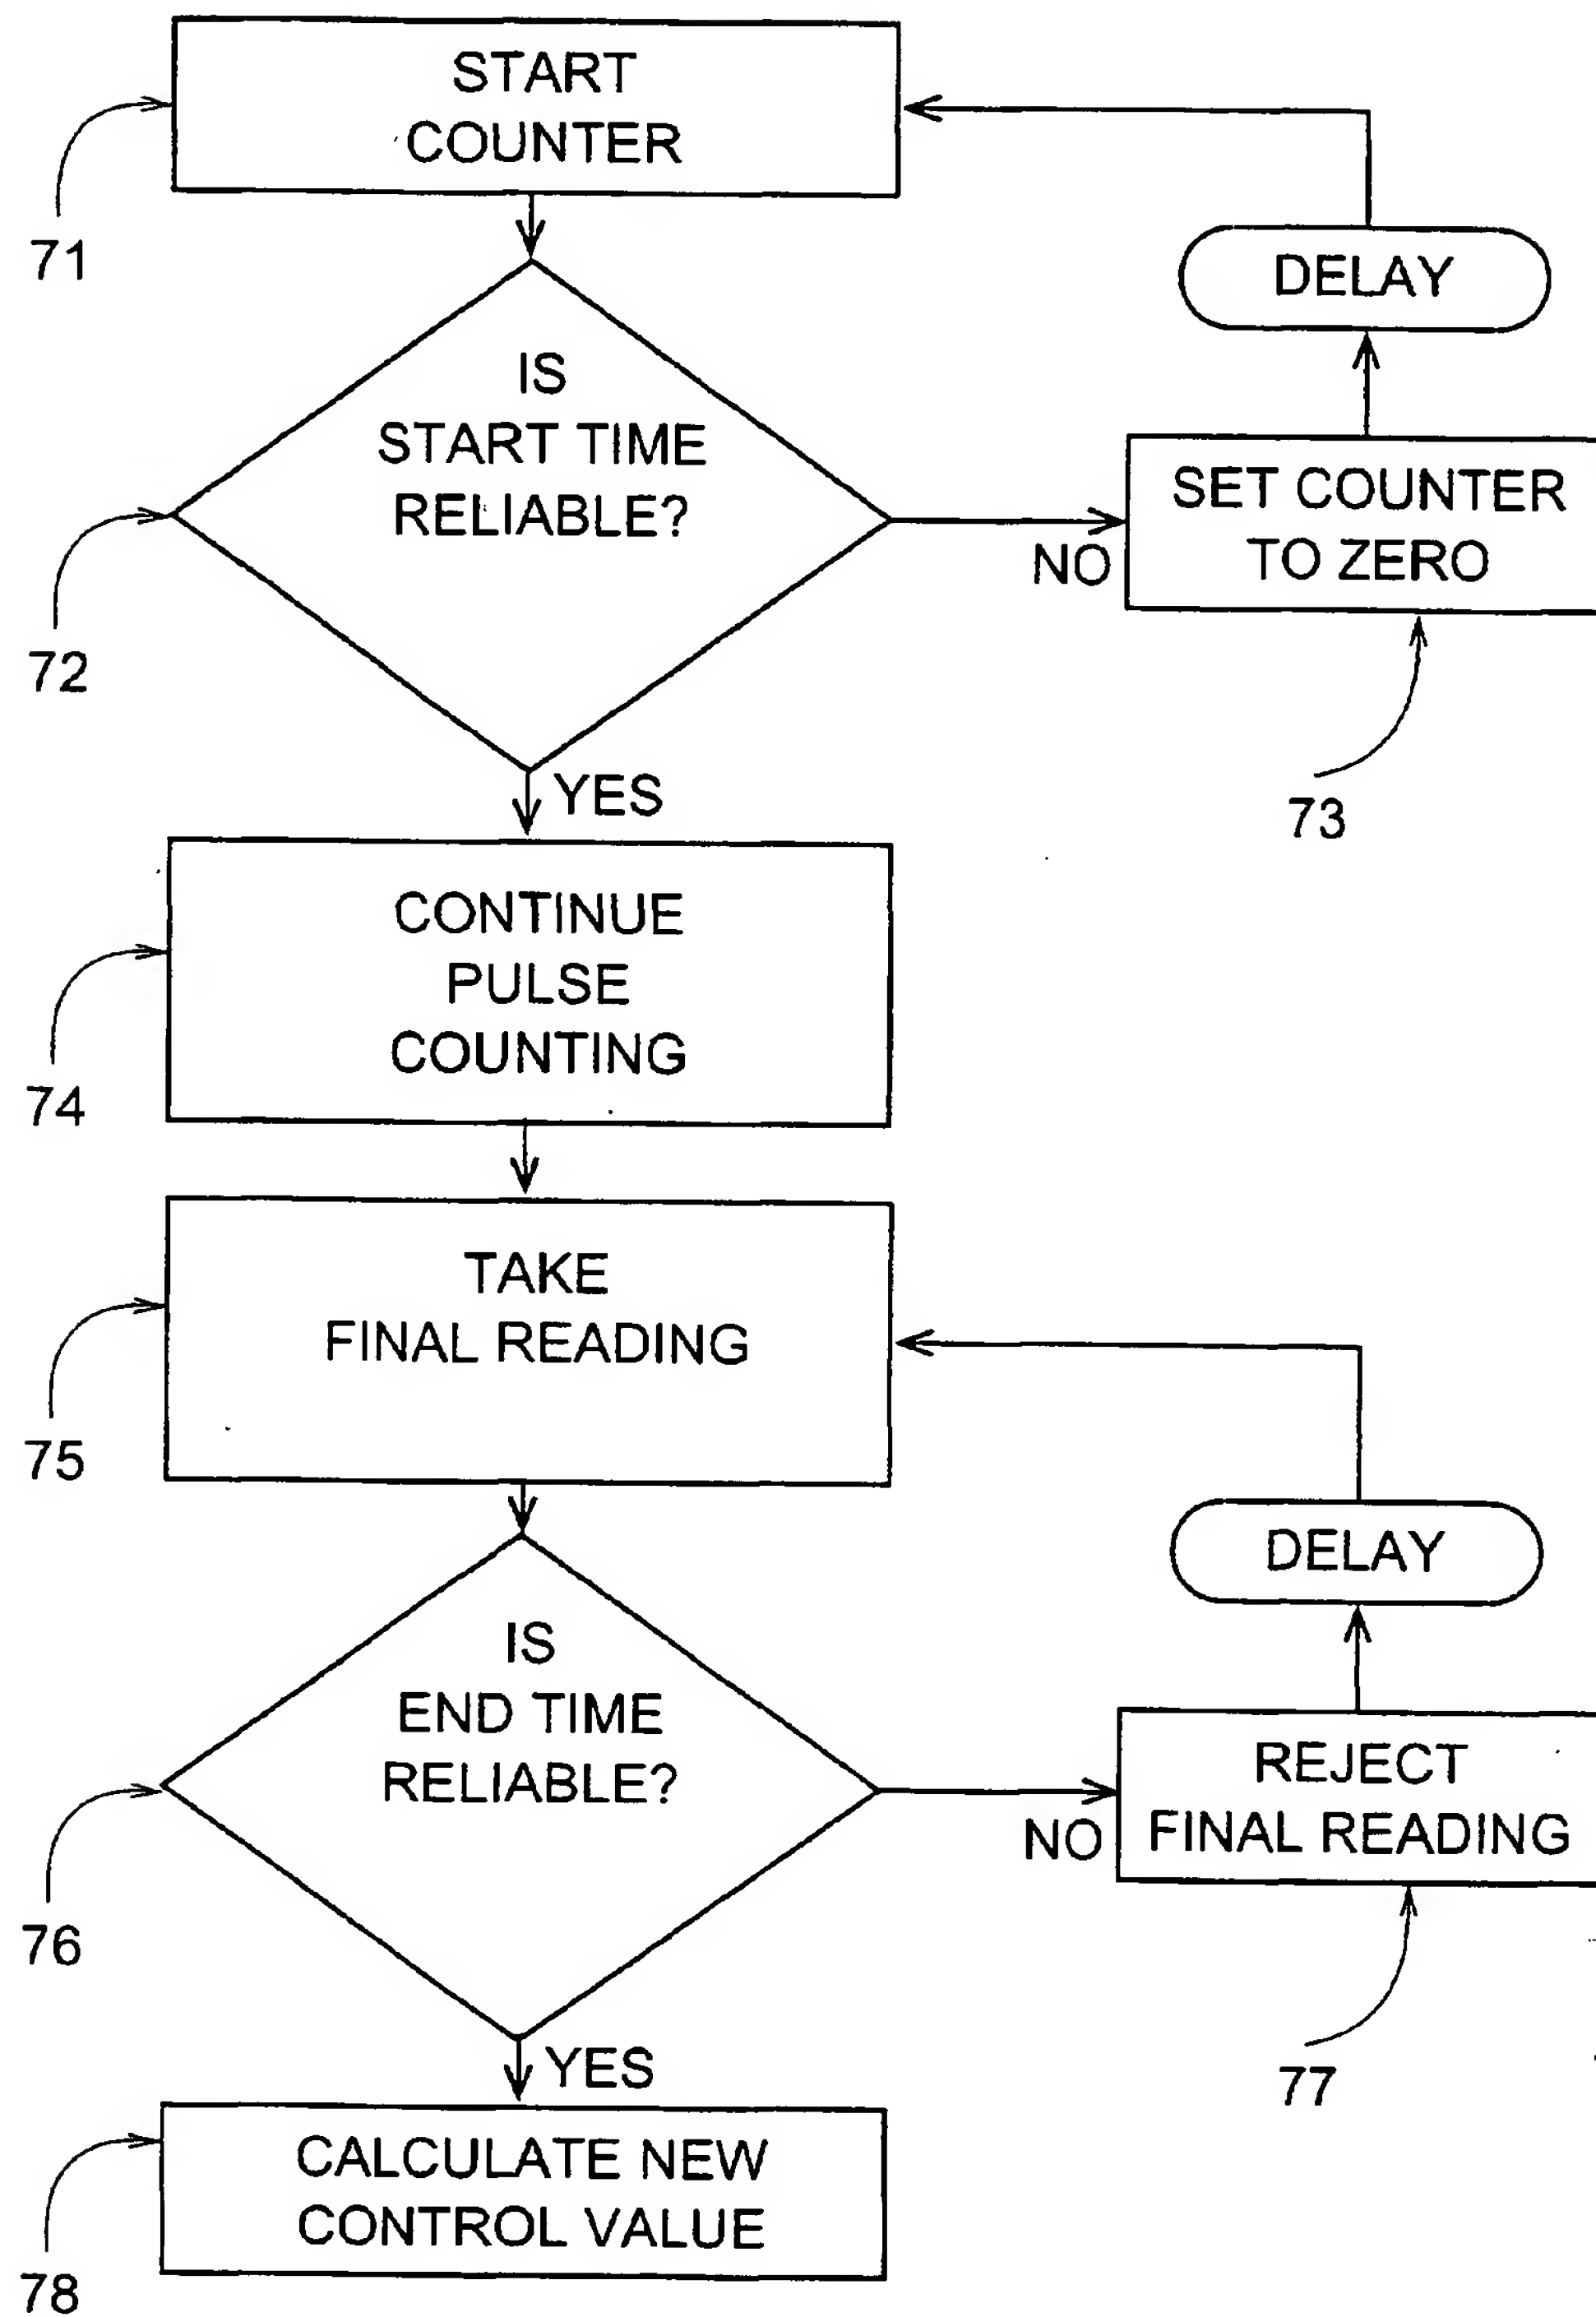 START
COUNTER
71
DELAY
IS
START TIME
RELIABLE?
72
NO
SET COUNTER
TO ZERO
73
YES
CONTINUE
PULSE
COUNTING
74
TAKE
FINAL READING
75
DELAY
IS
END TIME
RELIABLE?
76
NO
REJECT
FINAL READING
77
YES
CALCULATE NEW
CONTROL VALUE
78